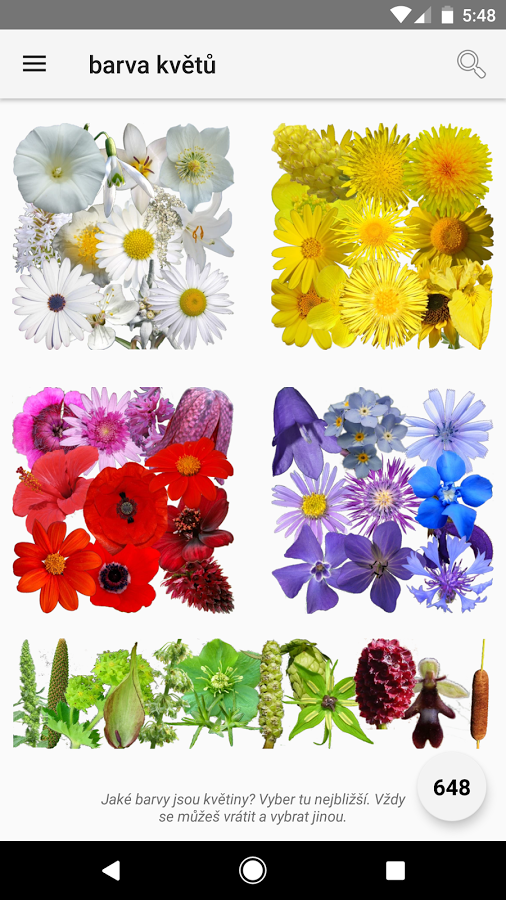 5:48
barva květů
Jaké barvy jsou květiny? Vyber tu nejbližší. Vždy
se můžeš vrátit a vybrat jinou.
648